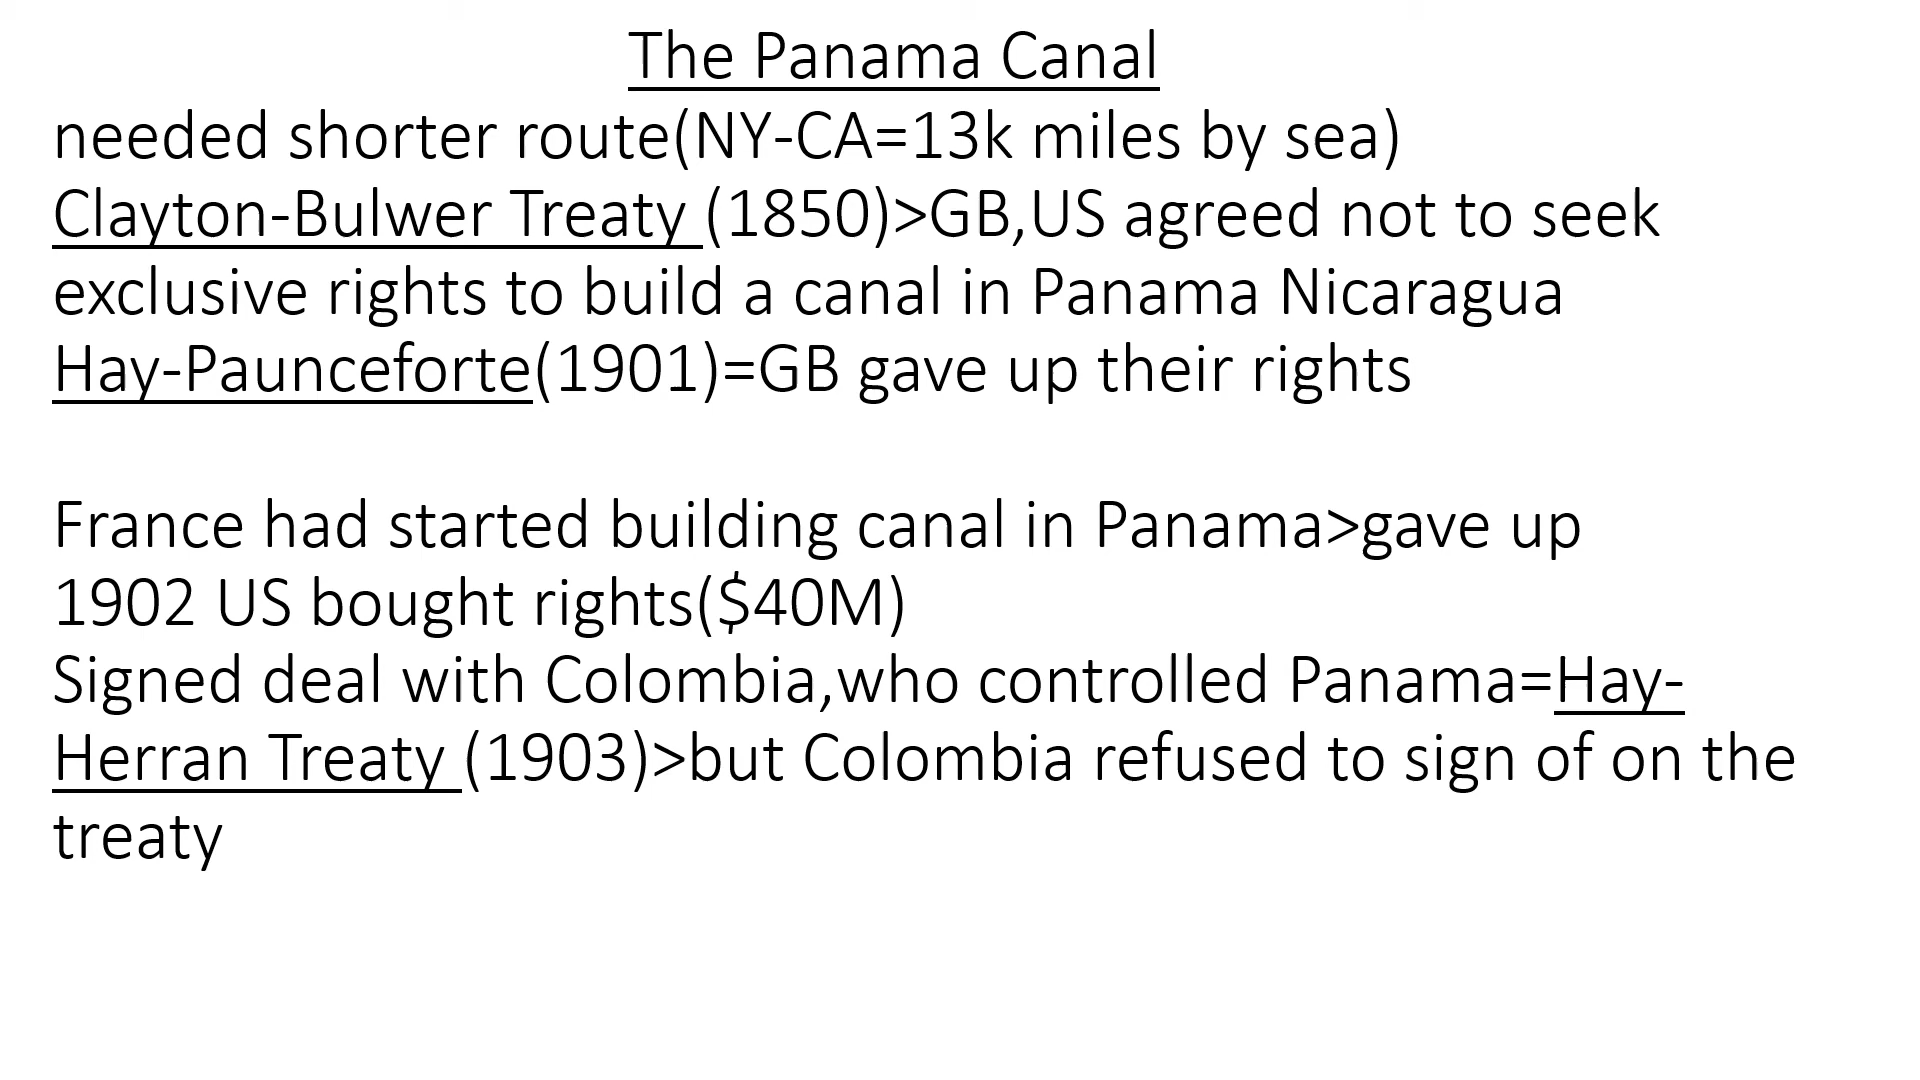 The Panama Canal
needed shorter route(NY-CA=13k miles by sea)
Clayton-Bulwer Treaty (1850)>GB,US agreed not to seek
exclusive rights to build a canal in Panama Nicaragua
Hay-Paunceforte(1901)=GB gave up their rights
France had started building canal in Panama>gave up
1902 US bought rights($40M)
Signed deal with Colombia,who controlled Panama=Hay-
Herran Treaty (1903)>but Colombia refused to sign of on the
treaty